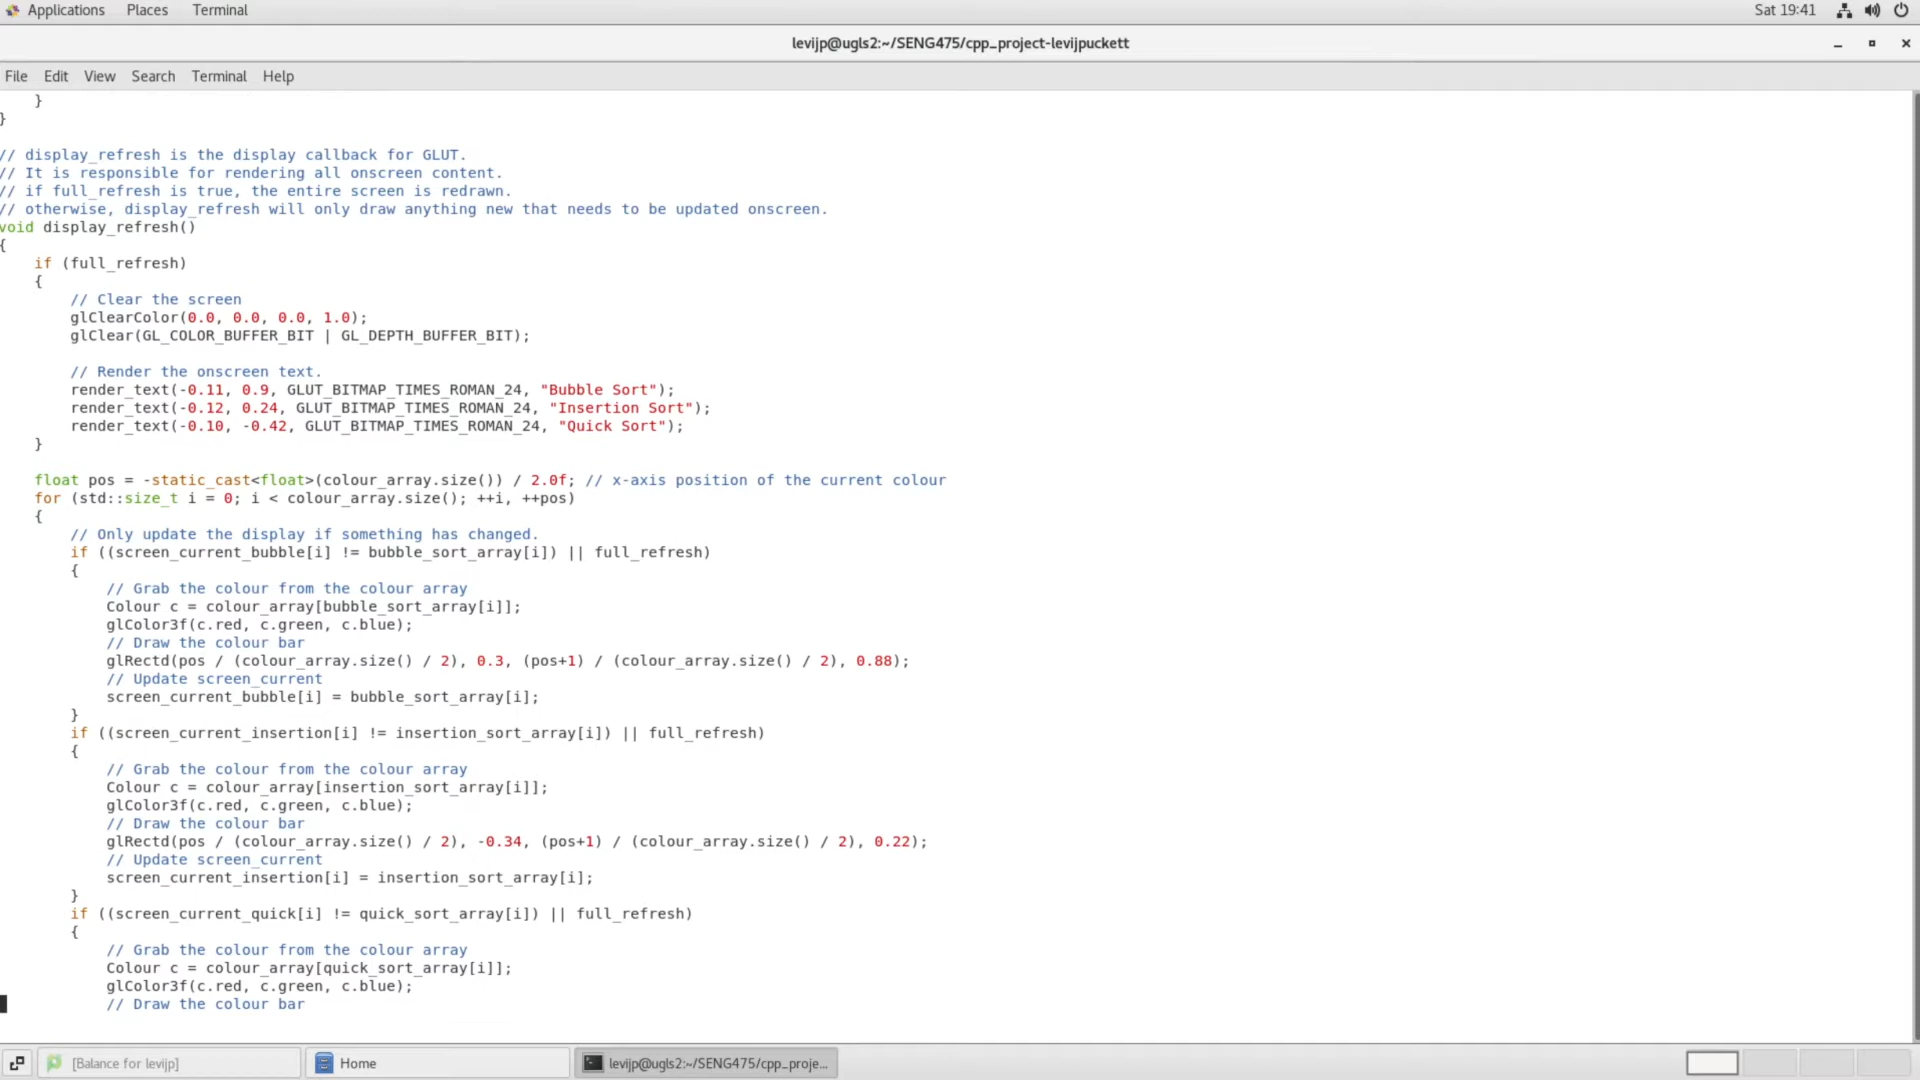 Applications Places Terminal Sat 19:41
levijp@ugls2:~/SENG475/cpp_project-levijpuckett
File Edit View Search Terminal Help
    }
}

// display_refresh is the display callback for GLUT.
// It is responsible for rendering all onscreen content.
// if full_refresh is true, the entire screen is redrawn.
// otherwise, display_refresh will only draw anything new that needs to be updated onscreen.
void display_refresh()
{
    if (full_refresh)
    {
        // Clear the screen
        glClearColor(0.0, 0.0, 0.0, 1.0);
        glClear(GL_COLOR_BUFFER_BIT | GL_DEPTH_BUFFER_BIT);

        // Render the onscreen text.
        render_text(-0.11, 0.9, GLUT_BITMAP_TIMES_ROMAN_24, "Bubble Sort");
        render_text(-0.12, 0.24, GLUT_BITMAP_TIMES_ROMAN_24, "Insertion Sort");
        render_text(-0.10, -0.42, GLUT_BITMAP_TIMES_ROMAN_24, "Quick Sort");
    }

    float pos = -static_cast<float>(colour_array.size()) / 2.0f; // x-axis position of the current colour
    for (std::size_t i = 0; i < colour_array.size(); ++i, ++pos)
    {
        // Only update the display if something has changed.
        if ((screen_current_bubble[i] != bubble_sort_array[i]) || full_refresh)
        {
            // Grab the colour from the colour array
            Colour c = colour_array[bubble_sort_array[i]];
            glColor3f(c.red, c.green, c.blue);
            // Draw the colour bar
            glRectd(pos / (colour_array.size() / 2), 0.3, (pos+1) / (colour_array.size() / 2), 0.88);
            // Update screen_current
            screen_current_bubble[i] = bubble_sort_array[i];
        }
        if ((screen_current_insertion[i] != insertion_sort_array[i]) || full_refresh)
        {
            // Grab the colour from the colour array
            Colour c = colour_array[insertion_sort_array[i]];
            glColor3f(c.red, c.green, c.blue);
            // Draw the colour bar
            glRectd(pos / (colour_array.size() / 2), -0.34, (pos+1) / (colour_array.size() / 2), 0.22);
            // Update screen_current
            screen_current_insertion[i] = insertion_sort_array[i];
        }
        if ((screen_current_quick[i] != quick_sort_array[i]) || full_refresh)
        {
            // Grab the colour from the colour array
            Colour c = colour_array[quick_sort_array[i]];
            glColor3f(c.red, c.green, c.blue);
            // Draw the colour bar
[Balance for levijp] Home levijp@ugls2:~/SENG475/cpp_proje...